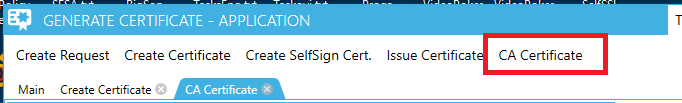 GENERATE CERTIFICATE - APPLICATION
Create Request Create Certificate Create SelfSign Cert. Issue Certificate CA Certificate
Main Create Certificate CA Certificate